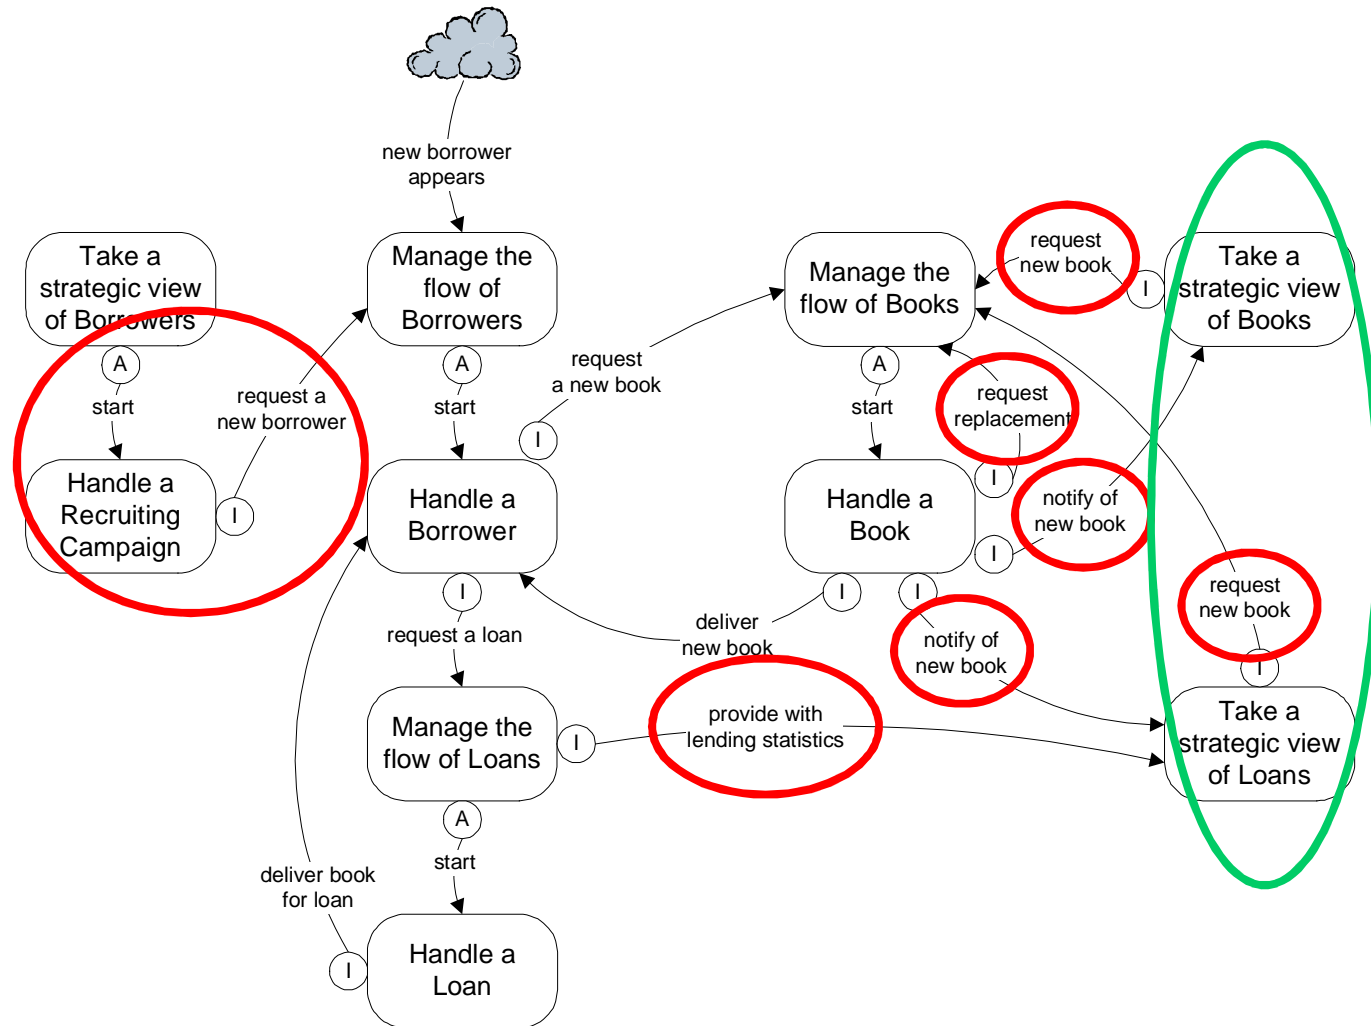 new borrower
appears
Take a
strategic view
of Borrowers
Manage the
flow of
Borrowers
Manage the
flow of Books
request
new book
Take a
strategic view
of Books
I
A
start
request a
new borrower
A
start
request
a new book
A
start
request
replacement
I
Handle a
Recruiting
Campaign
I
Handle a
Borrower
Handle a
Book
I
I
notify of
new book
request
new book
I
request a loan
deliver
new book
I
I
notify of
new book
I
Manage the
flow of Loans
I
provide with
lending statistics
Take a
strategic view
of Loans
A
start
deliver book
for loan
I
Handle a
Loan